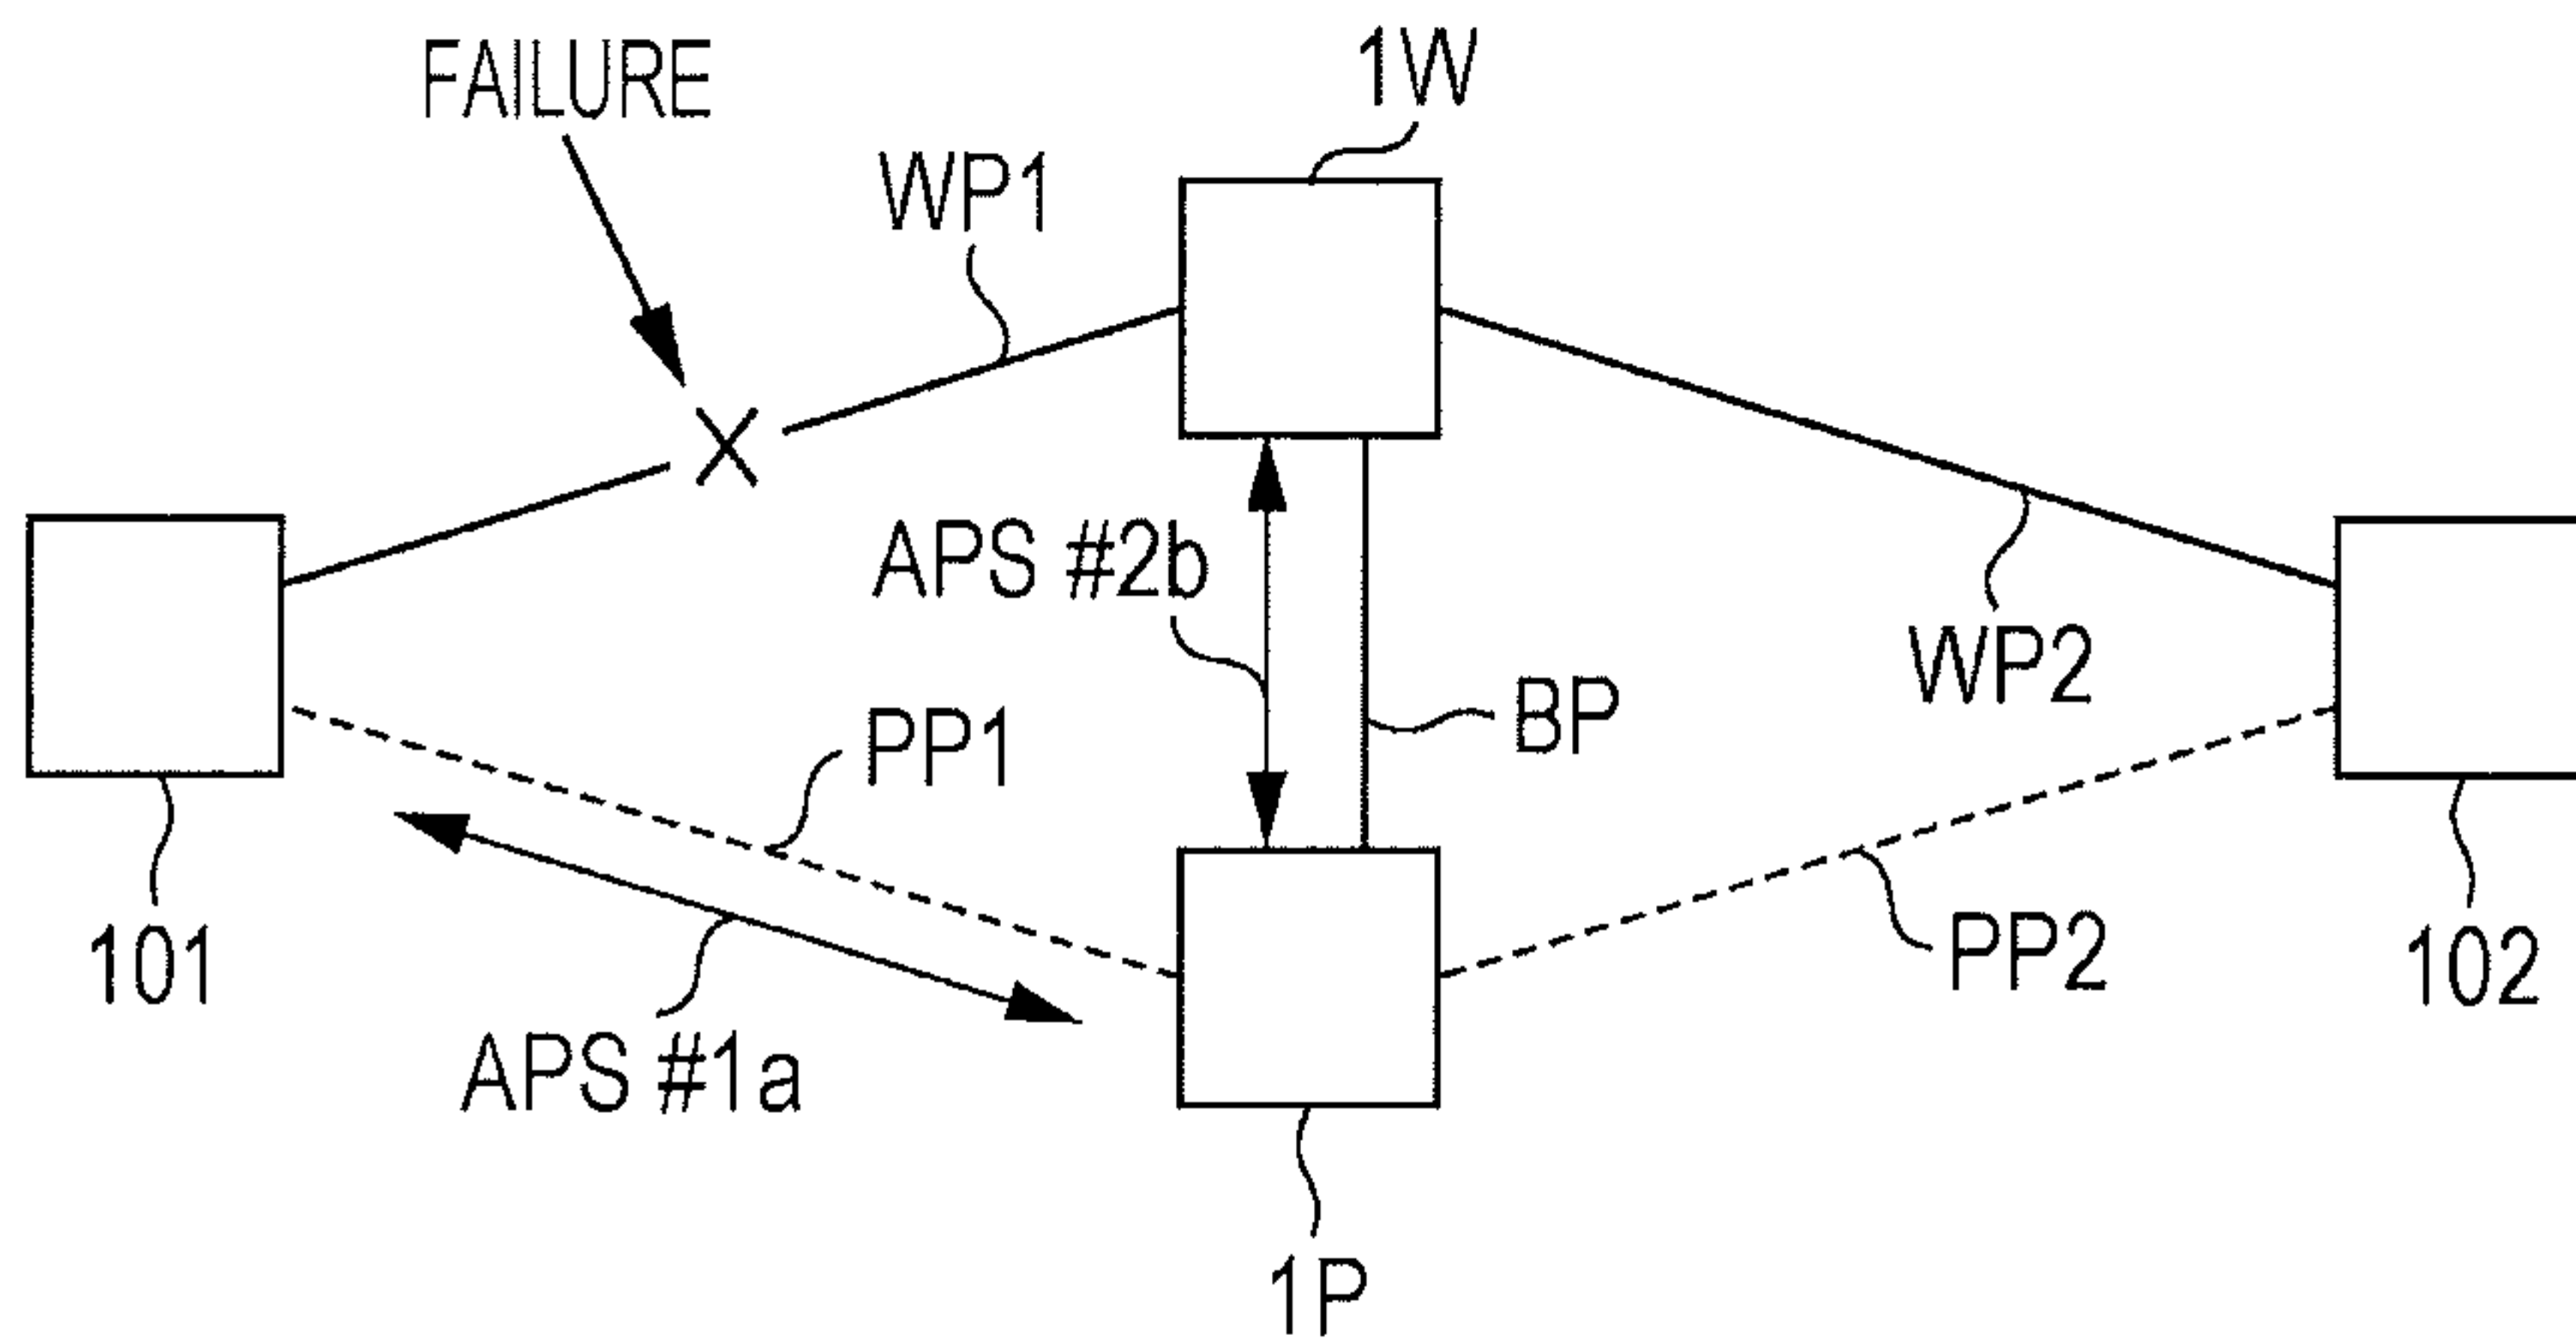 FAILURE
1W
WP1
APS #2b
WP2
BP
PP1
PP2
101
102
APS #1a
1P